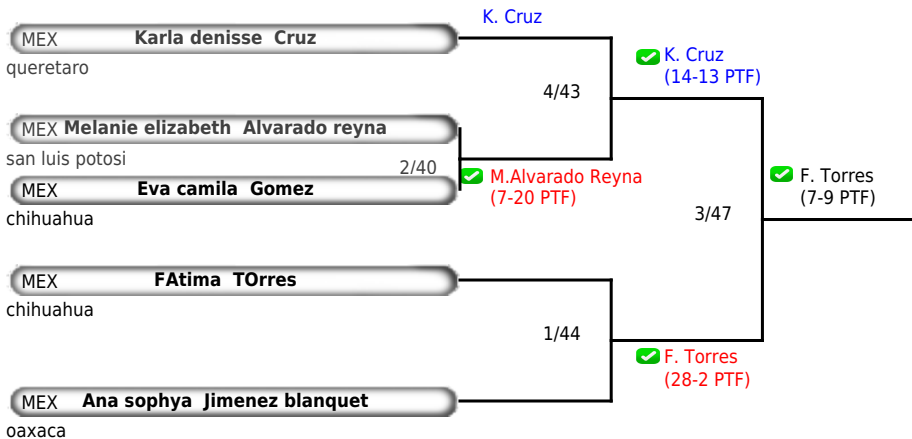 K. Cruz
MEX Karla denisse Cruz
queretaro
K. Cruz
(14-13 PTF)
4/43
MEX Melanie elizabeth Alvarado reyna
san luis potosi
2/40
M.Alvarado Reyna
(7-20 PTF)
MEX Eva camila Gomez
chihuahua
F. Torres
(7-9 PTF)
3/47
MEX FAtima TOrres
chihuahua
1/44
F. Torres
(28-2 PTF)
MEX Ana sophya Jimenez blanquet
oaxaca